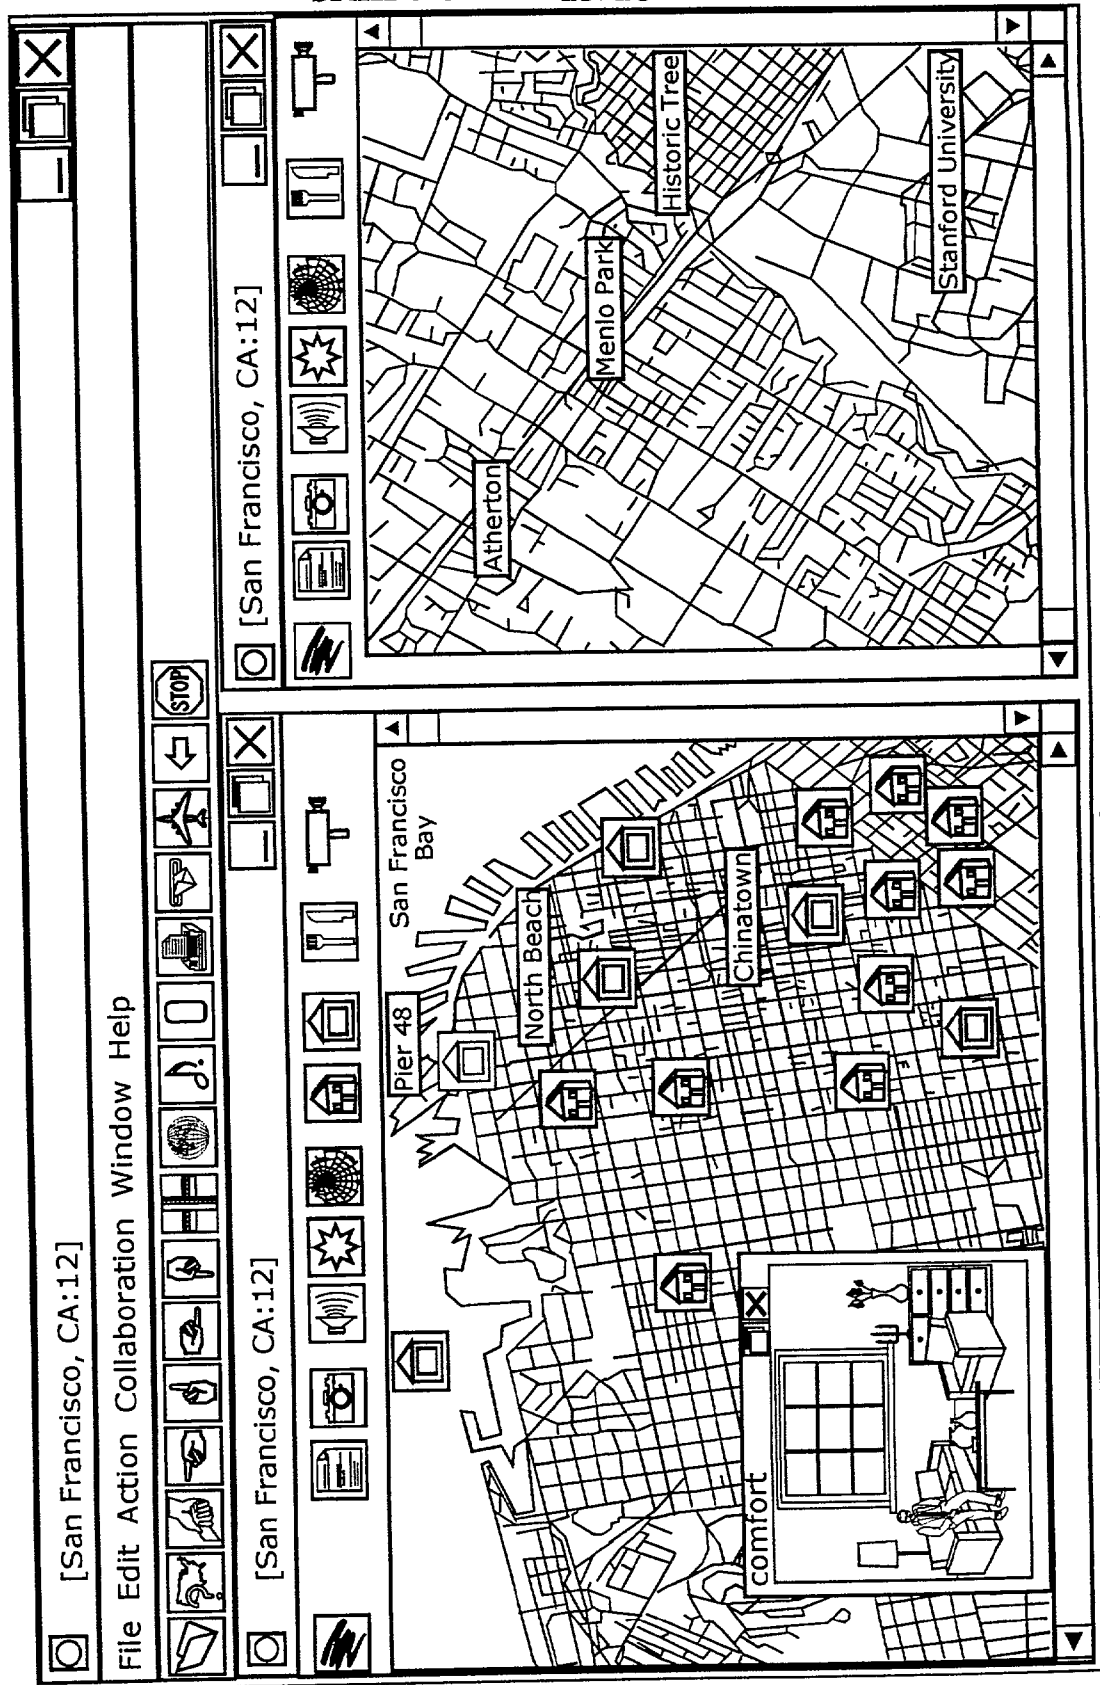 [San Francisco, CA:12]
File Edit Action Collaboration Window Help
STOP
[San Francisco, CA:12]
San Francisco
Bay
Pier 48
North Beach
Chinatown
comfort
[San Francisco, CA:12]
Atherton
Menlo Park
Historic Tree
Stanford University